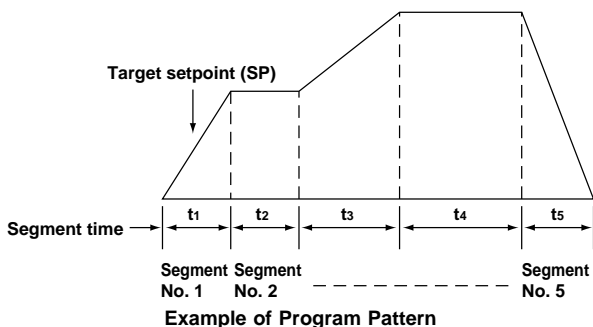 Target setpoint (SP)
Segment time
t1
t2
t3
t4
t5
Segment
No. 1
Segment
No. 2
Segment
No. 5
Example of Program Pattern